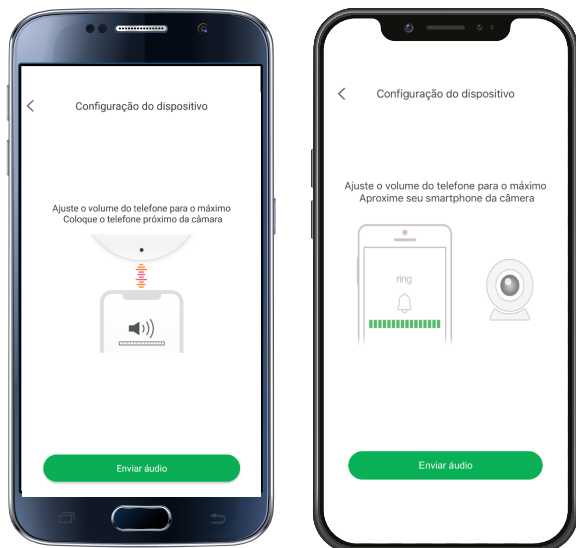 Configuração do dispositivo
Ajuste o volume do telefone para o máximo
Coloque o telefone próximo da câmara
Enviar áudio
Configuração do dispositivo
Ajuste o volume do telefone para o máximo
Aproxime seu smartphone da câmera
ring
Enviar áudio